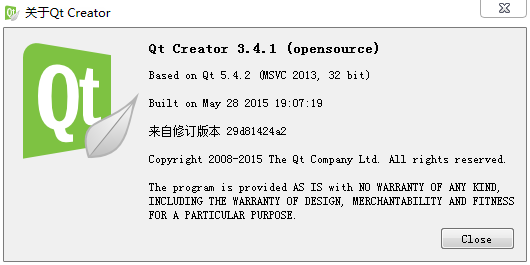 关于Qt Creator
Qt
Qt Creator 3.4.1 (opensource)
Based on Qt 5.4.2 (MSVC 2013, 32 bit)
Built on May 28 2015 19:07:19
来自修订版本 29d81424a2
Copyright 2008-2015 The Qt Company Ltd. All rights reserved.
The program is provided AS IS with NO WARRANTY OF ANY KIND,
INCLUDING THE WARRANTY OF DESIGN, MERCHANTABILITY AND FITNESS
FOR A PARTICULAR PURPOSE.
Close